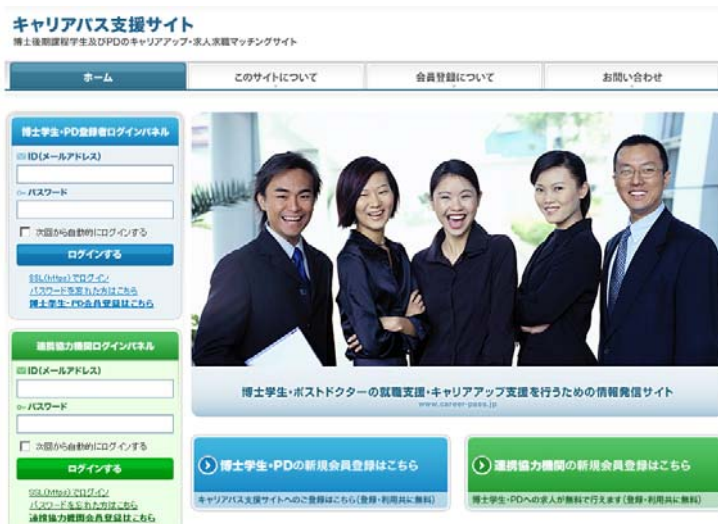 キャリアパス支援サイト
博士後期課程学生及びPDのキャリアアップ・求人求職マッチングサイト
ホーム
このサイトについて
会員登録について
お問い合わせ
博士学生・PD登録者ログインパネル
ID(メールアドレス)
パスワード
次回から自動的にログインする
ログインする
SSL(https)でログイン
パスワードを忘れた方はこちら
博士学生・PD会員登録はこちら
連携協力機関ログインパネル
ID(メールアドレス)
パスワード
次回から自動的にログインする
ログインする
SSL(https)でログイン
パスワードを忘れた方はこちら
連携協力機関会員登録はこちら
博士学生・ポストドクターの就職支援・キャリアアップ支援を行うための情報発信サイト
www.career-pass.jp
博士学生・PDの新規会員登録はこちら
キャリアパス支援サイトへのご登録はこちら(登録・利用共に無料)
連携協力機関の新規会員登録はこちら
博士学生・PDへの求人が無料で行えます(登録・利用共に無料)